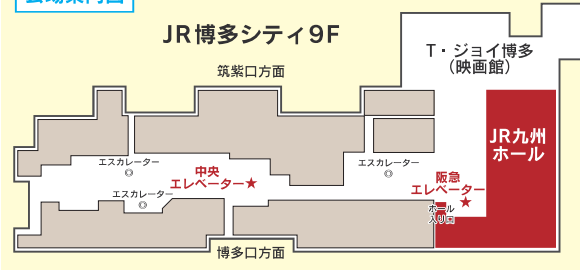 会場案内図
JR博多シティ9F
T・ジョイ博多
（映画館）
筑紫口方面
JR九州
ホール
エスカレーター
◎
中央
エレベーター★
エスカレーター
◎
阪急
エレベーター
★
エスカレーター
◎
ホール
入り口
博多口方面